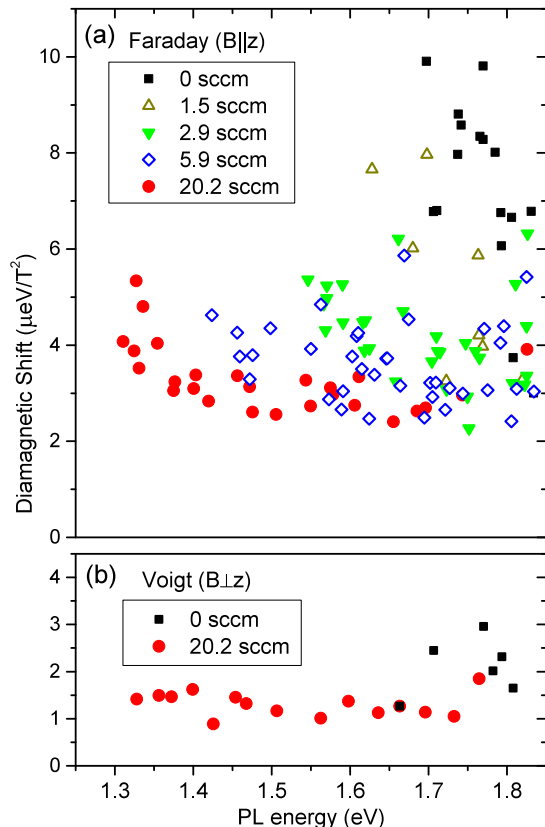 (a) Faraday (B||z)
0 sccm
1.5 sccm
2.9 sccm
5.9 sccm
20.2 sccm
10
8
6
4
2
0
Diamagnetic Shift (μeV/T²)
(b) Voigt (B⊥z)
0 sccm
20.2 sccm
4
3
2
1
0
1.3 1.4 1.5 1.6 1.7 1.8
PL energy (eV)